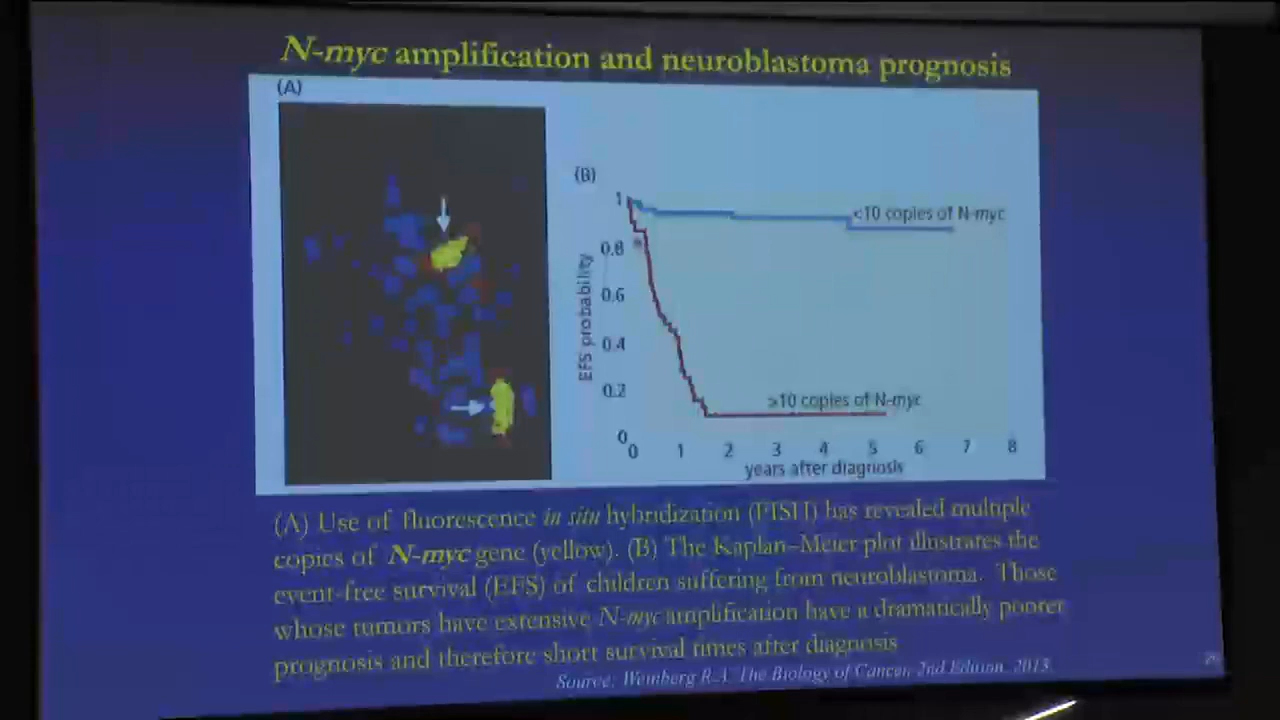 N-myc amplification and neuroblastoma prognosis
(A)
(B)
1
0.8
0.6
0.4
0.2
0
EFS probability
<10 copies of N-myc
>10 copies of N-myc
0 1 2 3 4 5 6 7 8
years after diagnosis
(A) Use of fluorescence in situ hybridization (FISH) has revealed multiple
copies of N-myc gene (yellow). (B) The Kaplan–Meier plot illustrates the
event-free survival (EFS) of children suffering from neuroblastoma. Those
whose tumors have extensive N-myc amplification have a dramatically poorer
prognosis and therefore short survival times after diagnosis
Source: Weinberg R.A. The Biology of Cancer, 2nd Edition, 2013.